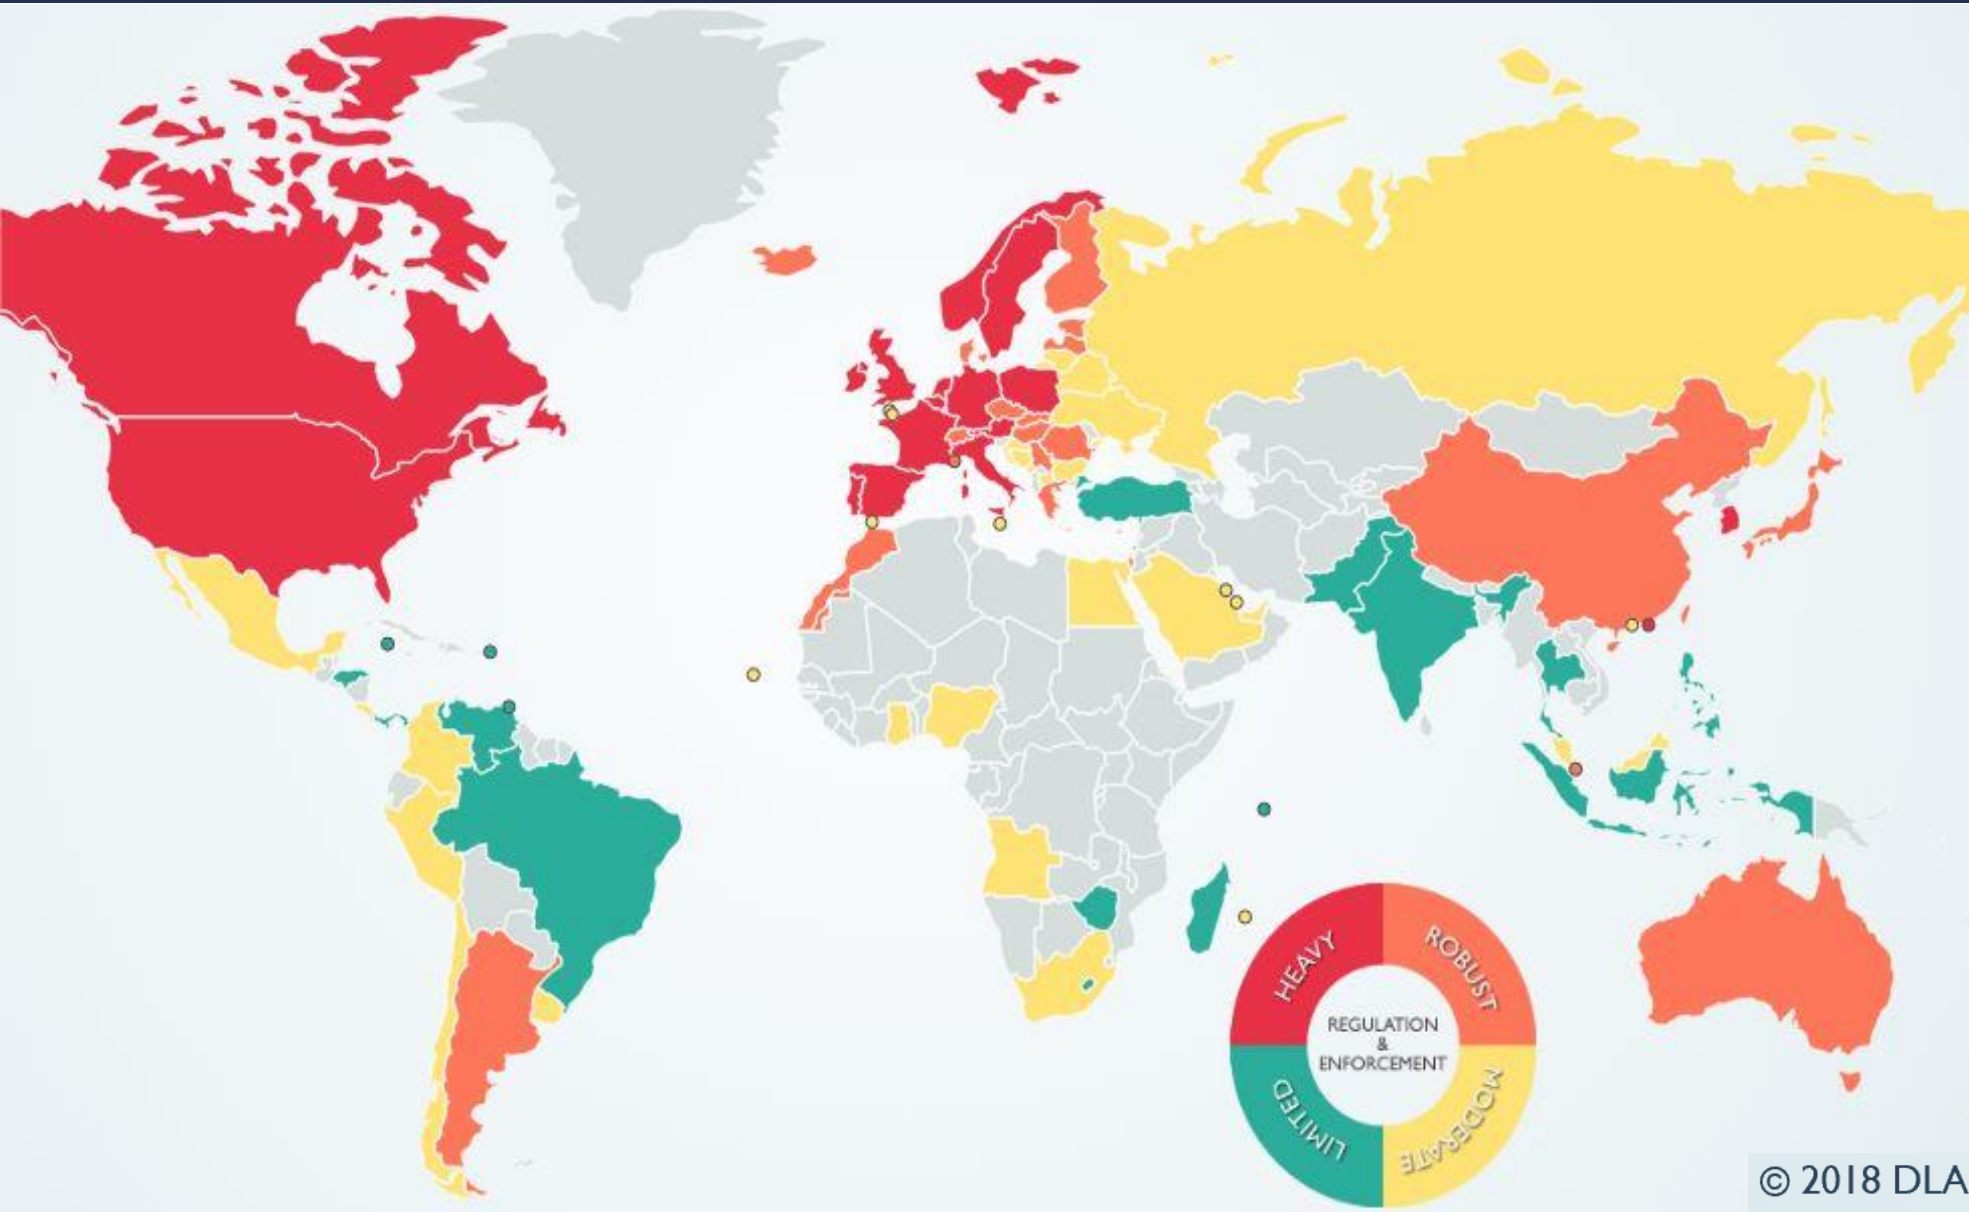 HEAVY
ROBUST
REGULATION
&
ENFORCEMENT
LIMITED
MODERATE
© 2018 DLA